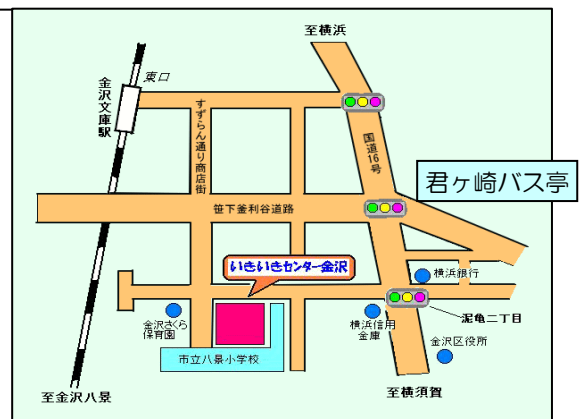 至横浜
東口
金沢
文庫
駅
すずらん通り商店街
国道16号
君ヶ崎バス亭
笹下釜利谷道路
いきいきセンター金沢
横浜銀行
金沢さくら
保育園
横浜信用
金庫
泥亀二丁目
金沢区役所
市立八景小学校
至金沢八景
至横須賀